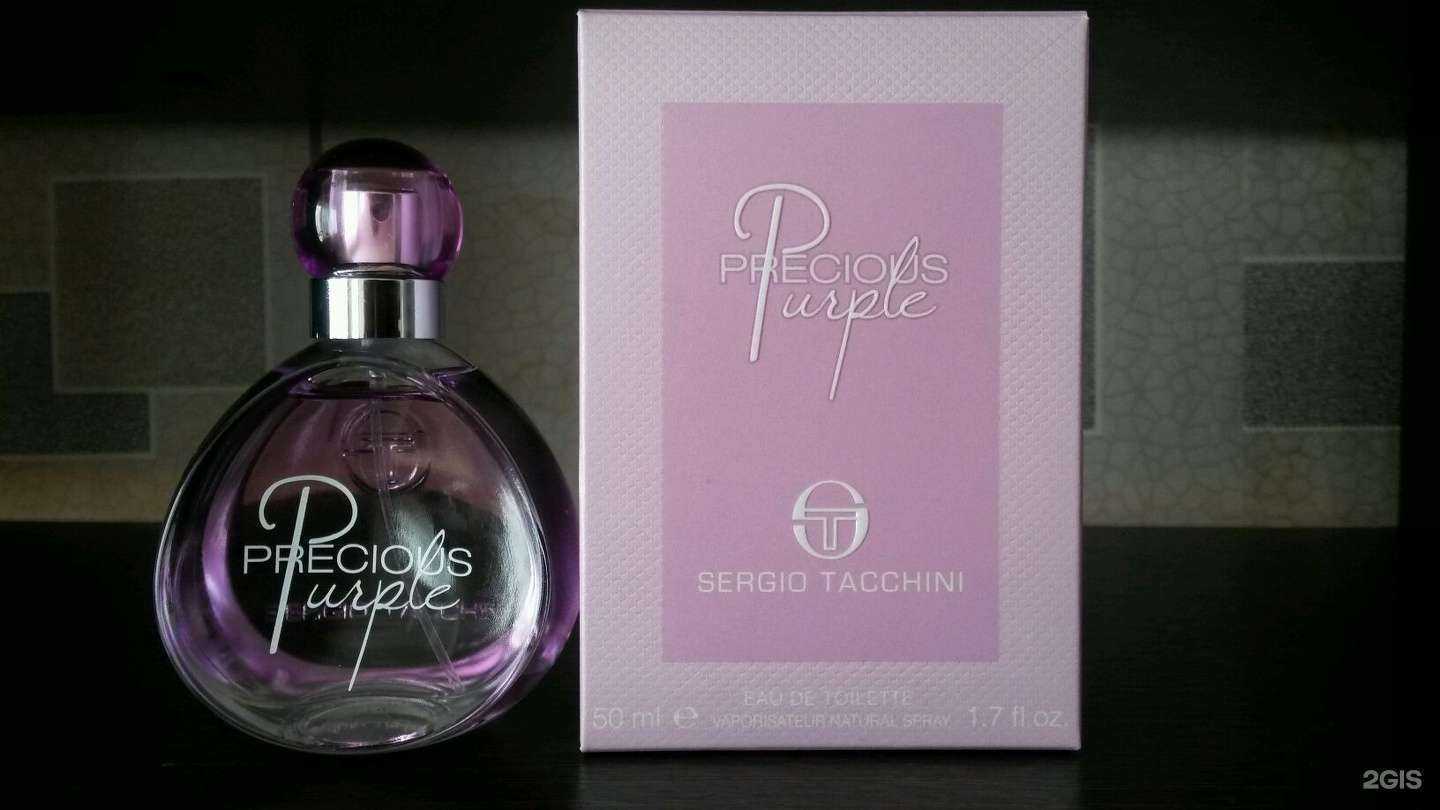 PRECIOUS
Purple
PRECIOUS
Purple
SERGIO TACCHINI
EAU DE TOILETTE
50 ml e VAPORISATEUR NATURAL SPRAY 1.7 fl oz.
2GIS